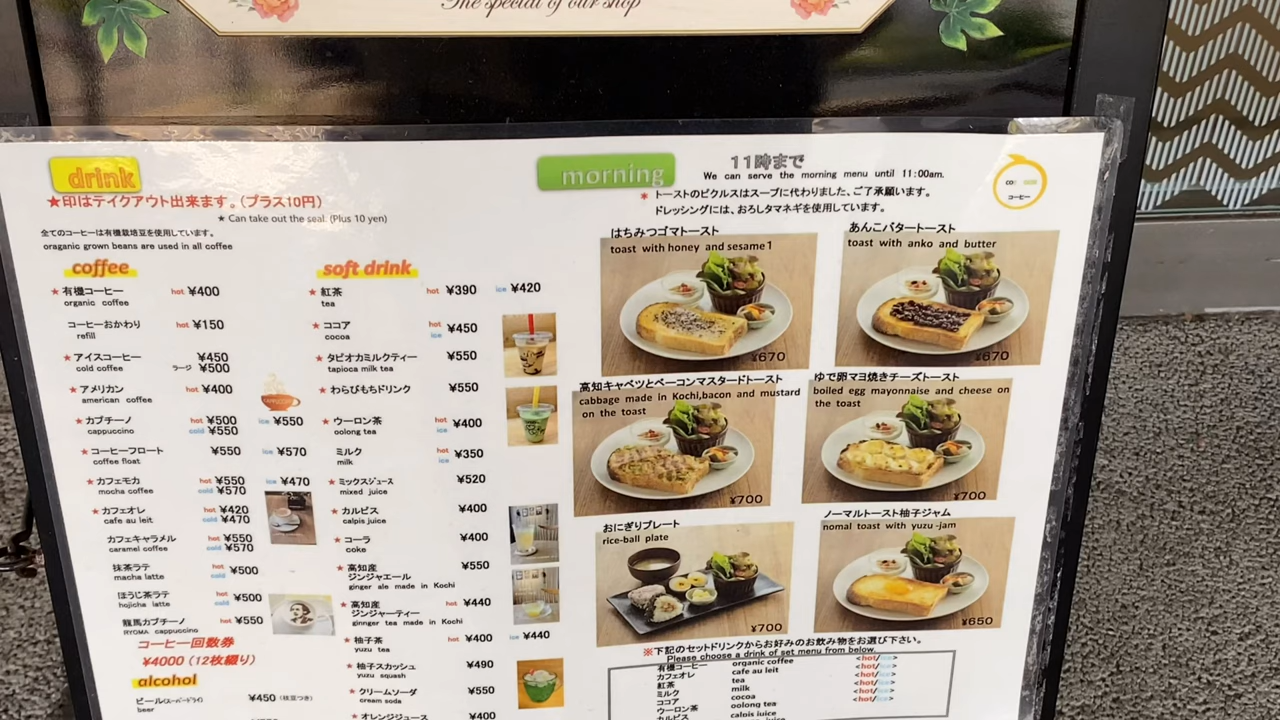 The special of our shop
drink
★印はテイクアウト出来ます。(プラス10円)
★ Can take out the seal. (Plus 10 yen)
全てのコーヒーは有機栽培豆を使用しています。
oraganic grown beans are used in all coffee
coffee
★有機コーヒー hot ¥400
organic coffee
コーヒーおかわり hot ¥150
refill
★アイスコーヒー ¥450
cold coffee ラージ ¥500
★アメリカン hot ¥400
american coffee
★カプチーノ hot ¥500 ice ¥550
cappuccino cold ¥550
★コーヒーフロート ¥550 ice ¥570
coffee float
★カフェモカ hot ¥550 ice ¥470
mocha coffee cold ¥570
★カフェオレ hot ¥420
cafe au leit cold ¥470
カフェキャラメル hot ¥550
caramel coffee cold ¥570
抹茶ラテ hot ¥500
macha latte cold
ほうじ茶ラテ hot ¥500
hojicha latte cold
龍馬カプチーノ hot ¥550
RYOMA cappuccino
コーヒー回数券
¥4000 (12枚綴り)
alcohol
ビール(スーパードライ) ¥450 (枝豆つき)
beer
soft drink
★紅茶 hot ¥390 ice ¥420
tea
★ココア hot ¥450
cocoa ice
★タピオカミルクティー ¥550
tapioca milk tea
★わらびもちドリンク ¥550
★ウーロン茶 hot ¥400
oolong tea ice
ミルク hot ¥350
milk ice
★ミックスジュース ¥520
mixed juice
★カルピス ¥400
calpis juice
★コーラ ¥400
coke
★高知産
ジンジャエール ¥550
ginger ale made in Kochi
★高知産
ジンジャーティー hot ¥440
ginnger tea made in Kochi
★柚子茶 hot ¥400 ice ¥440
yuzu tea
★柚子スカッシュ ¥490
yuzu squash
★クリームソーダ ¥550
cream soda
★オレンジジュース ¥400
morning
11時まで
We can serve the morning menu until 11:00am.
* トーストのピクルスはスープに代わりました、ご了承願います。
ドレッシングには、おろしタマネギを使用しています。
コーヒー
はちみつゴマトースト
toast with honey and sesame1
¥670
あんこバタートースト
toast with anko and butter
¥670
高知キャベツとベーコンマスタードトースト
cabbage made in Kochi,bacon and mustard
on the toast
¥700
ゆで卵マヨ焼きチーズトースト
boiled egg mayonnaise and cheese on
the toast
¥700
おにぎりプレート
rice-ball plate
¥700
ノーマルトースト柚子ジャム
nomal toast with yuzu-jam
¥650
※下記のセットドリンクからお好みのお飲み物をお選び下さい。
Please choose a drink of set menu from below.
有機コーヒー organic coffee <hot/ice>
カフェオレ cafe au leit <hot/ice>
紅茶 tea <hot/ice>
ミルク milk <hot/ice>
ココア cocoa <hot/ice>
ウーロン茶 oolong tea
カルピス calpis juice